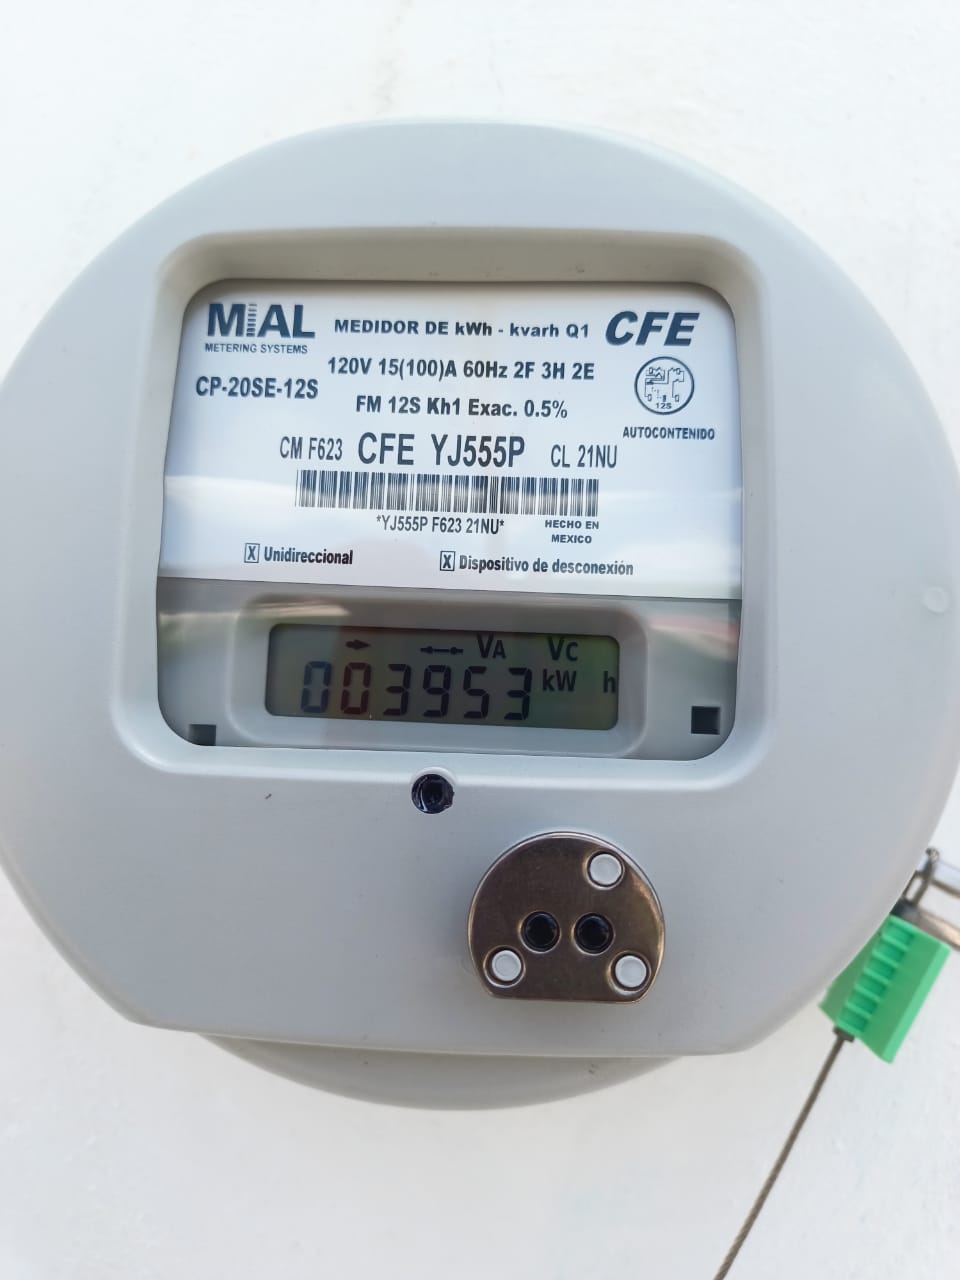 MIAL
METERING SYSTEMS
MEDIDOR DE kWh - kvarh Q1
CFE
120V 15(100)A 60Hz 2F 3H 2E
CP-20SE-12S
FM 12S Kh1 Exac. 0.5%
12S
AUTOCONTENIDO
CM F623 CFE YJ555P CL 21NU
*YJ555P F623 21NU*
HECHO EN
MEXICO
X Unidireccional
X Dispositivo de desconexión
VA VC
003953 kW h